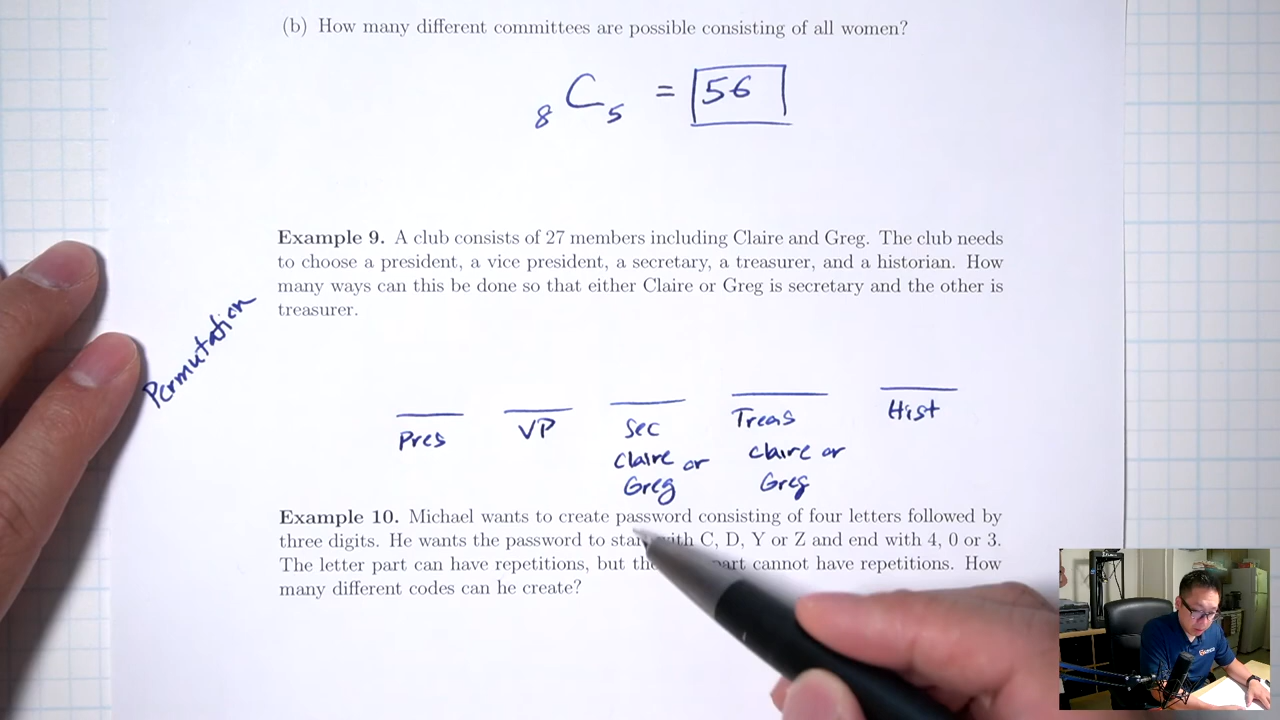 (b) How many different committees are possible consisting of all women?
8 C 5 = 56
Example 9. A club consists of 27 members including Claire and Greg. The club needs
to choose a president, a vice president, a secretary, a treasurer, and a historian. How
many ways can this be done so that either Claire or Greg is secretary and the other is
treasurer.
Permutation
Pres VP Sec Treas Hist
Claire or Claire or
Greg Greg
Example 10. Michael wants to create password consisting of four letters followed by
three digits. He wants the password to start with C, D, Y or Z and end with 4, 0 or 3.
The letter part can have repetitions, but the part cannot have repetitions. How
many different codes can he create?